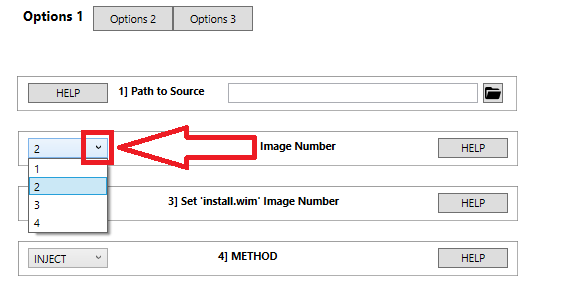 Options 1 Options 2 Options 3
HELP 1] Path to Source
2 Image Number HELP
1
2
3 3] Set 'install.wim' Image Number HELP
4
INJECT 4] METHOD HELP